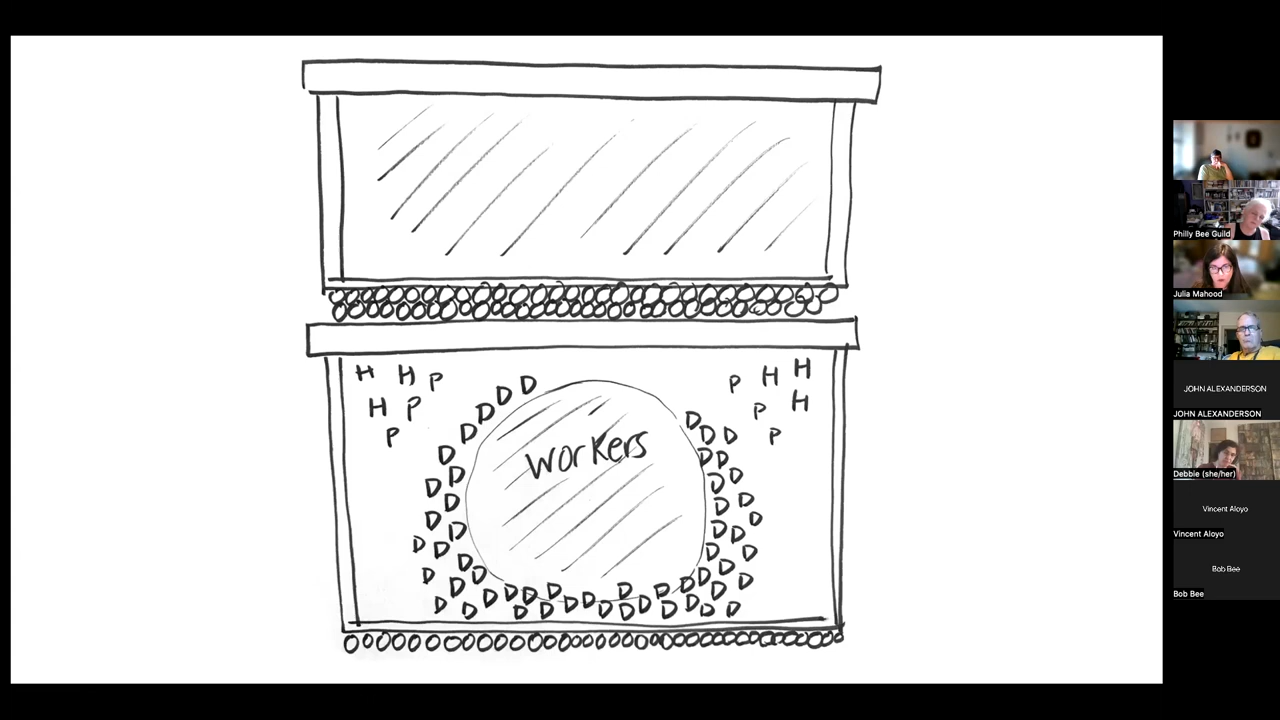 H H P D D P H H
H P D P H
P D D D D P
D workers D D
D D D D
D D D
D D D D D
D D D D
D D D D D
D D D D D D D D D
D D D D D D D D D D D D D D
Philly Bee Guild
Julia Mahood
JOHN ALEXANDERSON
JOHN ALEXANDERSON
Debbie (she/her)
Vincent Aloyo
Vincent Aloyo
Bob Bee
Bob Bee